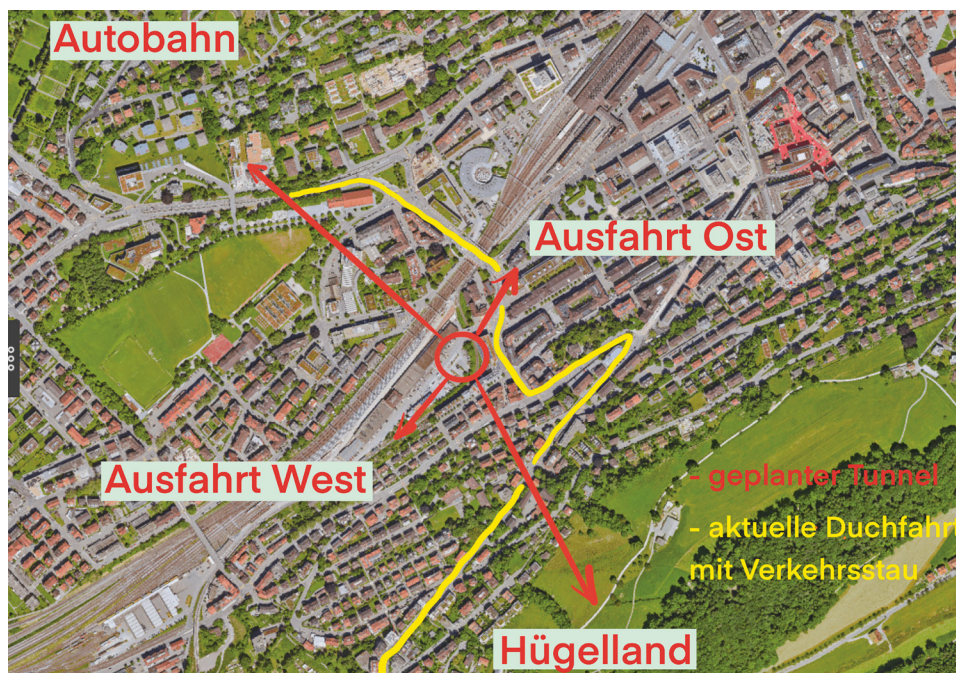 Autobahn
Ausfahrt Ost
Ausfahrt West
- geplanter Tunnel
- aktuelle Duchfahrt
mit Verkehrsstau
Hügelland